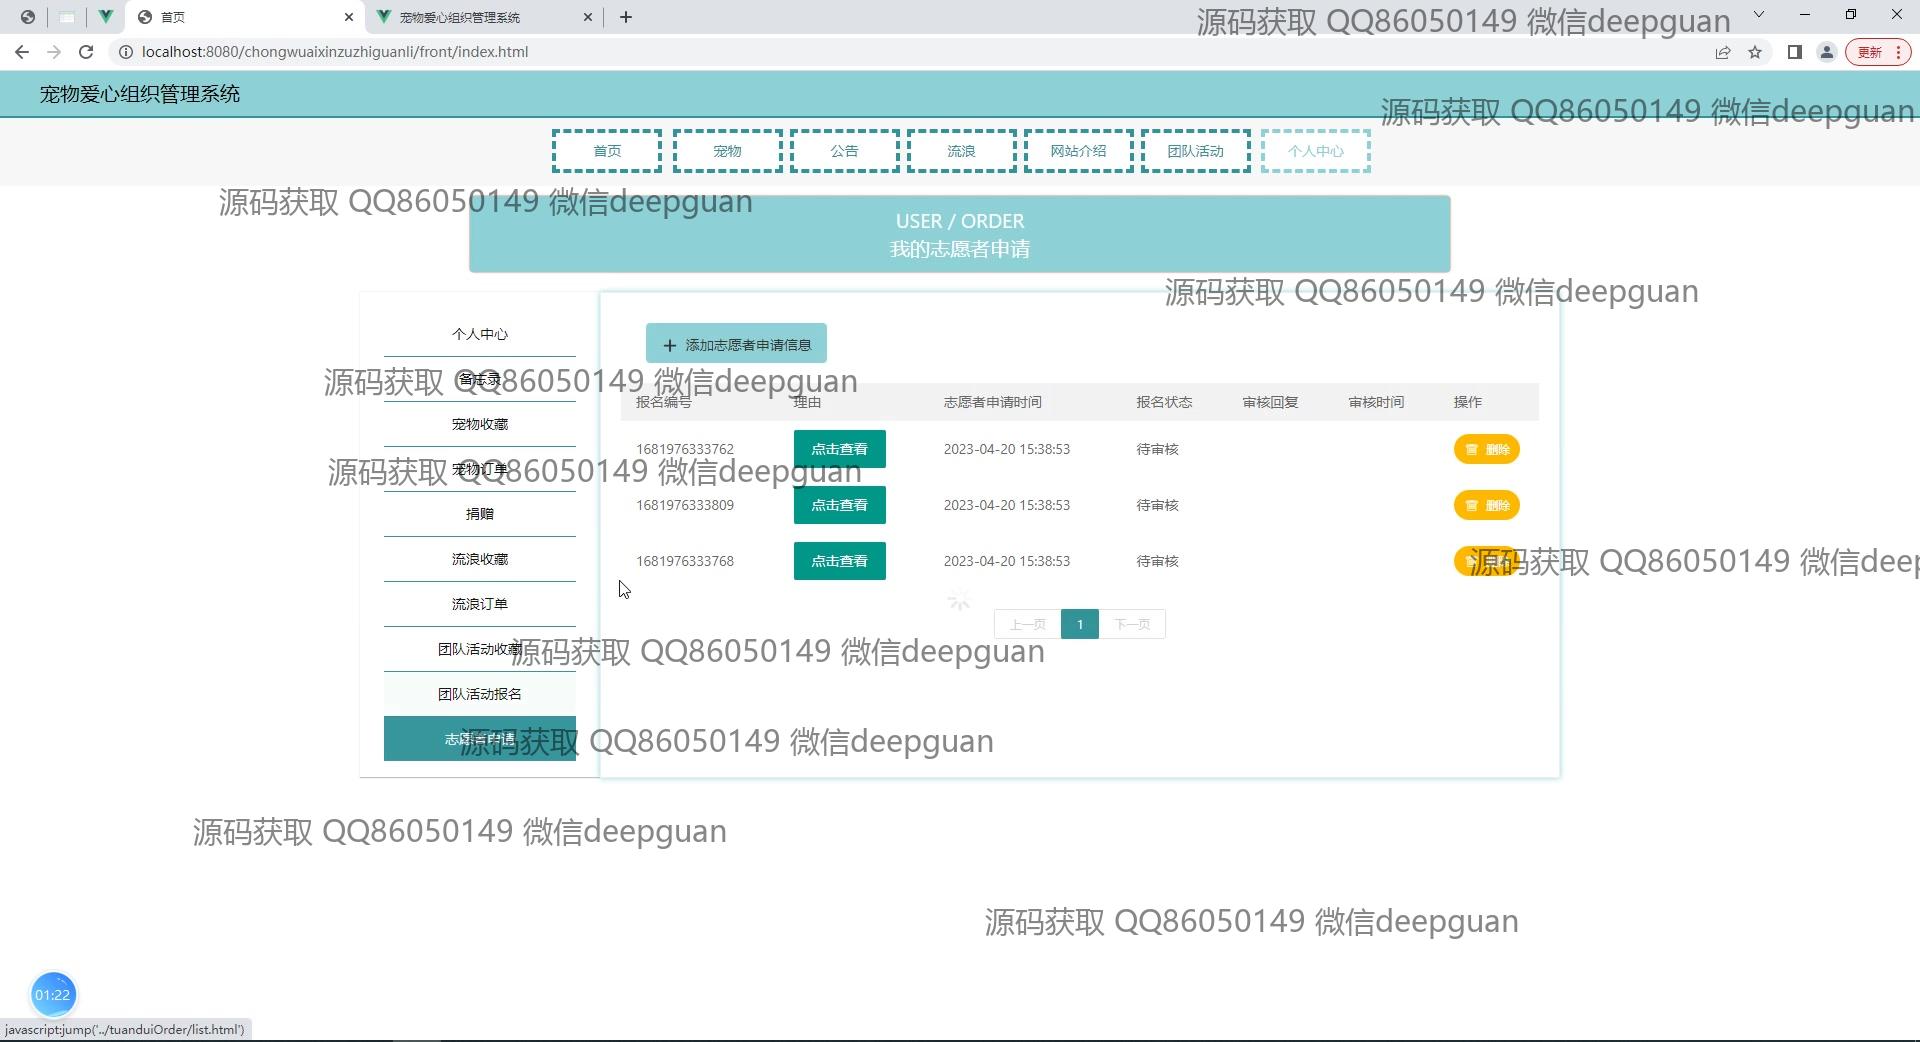 首页
宠物爱心组织管理系统
源码获取 QQ86050149 微信deepguan
localhost:8080/chongwuaixinzuzhiguanli/front/index.html
更新
宠物爱心组织管理系统
源码获取 QQ86050149 微信deepguan
首页 宠物 公告 流浪 网站介绍 团队活动 个人中心
源码获取 QQ86050149 微信deepguan
USER / ORDER
我的志愿者申请
源码获取 QQ86050149 微信deepguan
个人中心
备忘录
宠物收藏
宠物订单
捐赠
流浪收藏
流浪订单
团队活动收藏
团队活动报名
志愿者申请
添加志愿者申请信息
源码获取 QQ86050149 微信deepguan
报名编号 理由 志愿者申请时间 报名状态 审核回复 审核时间 操作
1681976333762 点击查看 2023-04-20 15:38:53 待审核 删除
源码获取 QQ86050149 微信deepguan
1681976333809 点击查看 2023-04-20 15:38:53 待审核 删除
1681976333768 点击查看 2023-04-20 15:38:53 待审核 删除
源码获取 QQ86050149 微信deep
上一页 1 下一页
源码获取 QQ86050149 微信deepguan
源码获取 QQ86050149 微信deepguan
源码获取 QQ86050149 微信deepguan
源码获取 QQ86050149 微信deepguan
01:22
javascript:jump('../tuanduiOrder/list.html')